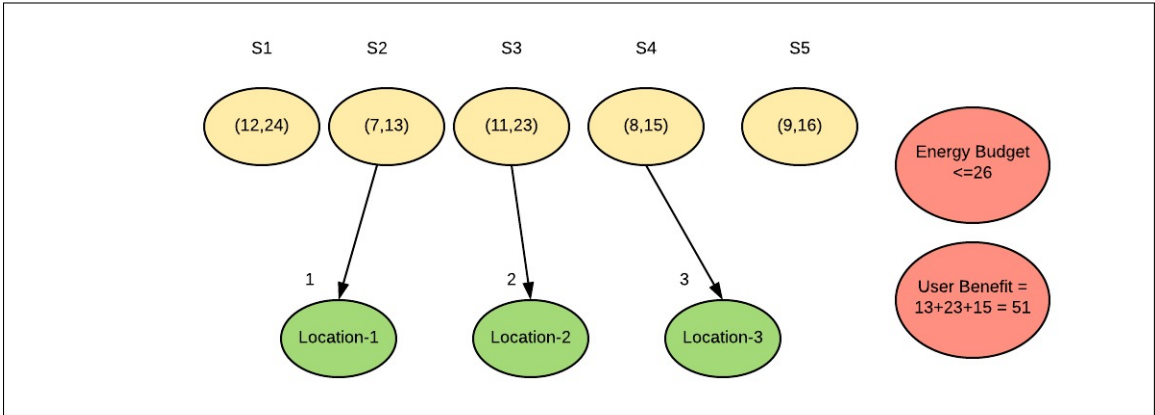 S1 S2 S3 S4 S5
(12,24) (7,13) (11,23) (8,15) (9,16)
Energy Budget
<=26
User Benefit =
13+23+15 = 51
1 2 3
Location-1 Location-2 Location-3